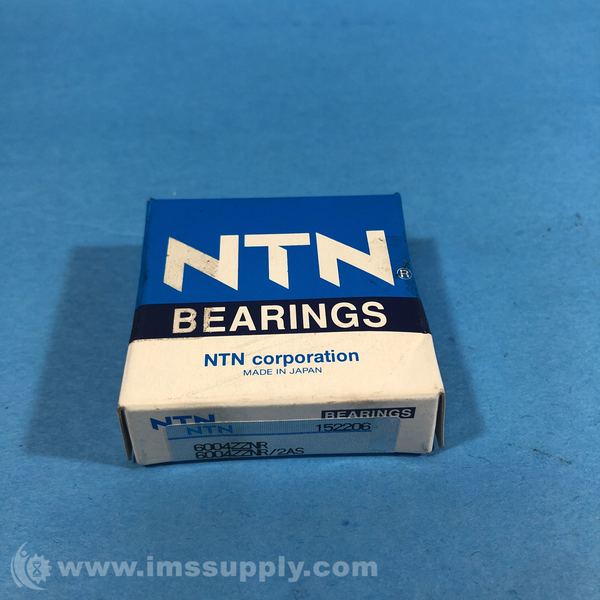 NTN®
BEARINGS
NTN corporation
MADE IN JAPAN
NTN BEARINGS
NTN 152206
6004ZZNR
6004ZZNR/2AS
www.imssupply.com